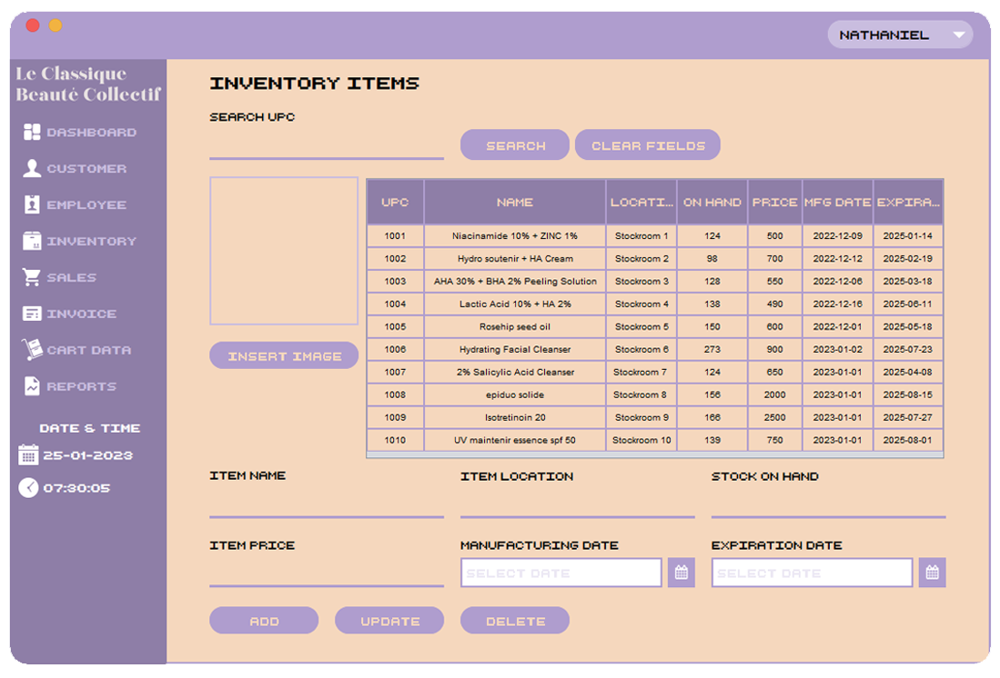 NATHANIEL
Le Classique
Beauté Collectif
DASHBOARD
CUSTOMER
EMPLOYEE
INVENTORY
SALES
INVOICE
CART DATA
REPORTS
DATE & TIME
25-01-2023
07:30:05
INVENTORY ITEMS
SEARCH UPC
SEARCH
CLEAR FIELDS
INSERT IMAGE
UPC NAME LOCATI... ON HAND PRICE MFG DATE EXPIRA...
1001 Niacinamide 10% + ZINC 1% Stockroom 1 124 500 2022-12-09 2025-01-14
1002 Hydro soutenir + HA Cream Stockroom 2 98 700 2022-12-12 2025-02-19
1003 AHA 30% + BHA 2% Peeling Solution Stockroom 3 128 550 2022-12-06 2025-03-18
1004 Lactic Acid 10% + HA 2% Stockroom 4 138 490 2022-12-16 2025-06-11
1005 Rosehip seed oil Stockroom 5 150 600 2022-12-01 2025-05-18
1006 Hydrating Facial Cleanser Stockroom 6 273 900 2023-01-02 2025-07-23
1007 2% Salicylic Acid Cleanser Stockroom 7 124 650 2023-01-01 2025-04-08
1008 epiduo solide Stockroom 8 156 2000 2023-01-01 2025-08-15
1009 Isotretinoin 20 Stockroom 9 166 2500 2023-01-01 2025-07-27
1010 UV maintenir essence spf 50 Stockroom 10 139 750 2023-01-01 2025-08-01
ITEM NAME
ITEM LOCATION
STOCK ON HAND
ITEM PRICE
MANUFACTURING DATE
EXPIRATION DATE
SELECT DATE
SELECT DATE
ADD
UPDATE
DELETE